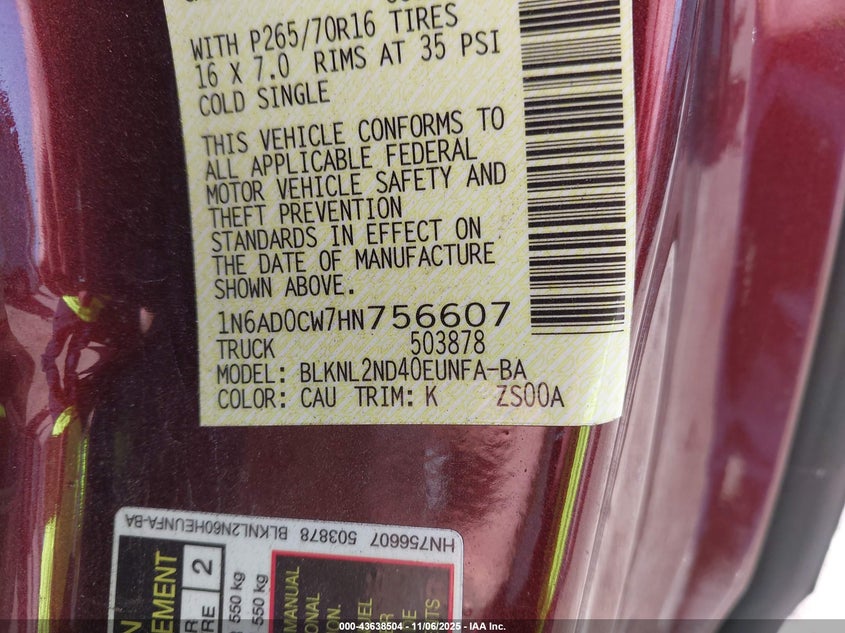 WITH P265/70R16 TIRES
16 X 7.0 RIMS AT 35 PSI
COLD SINGLE
THIS VEHICLE CONFORMS TO
ALL APPLICABLE FEDERAL
MOTOR VEHICLE SAFETY AND
THEFT PREVENTION
STANDARDS IN EFFECT ON
THE DATE OF MANUFACTURE
SHOWN ABOVE.
1N6AD0CW7HN756607
TRUCK 503878
MODEL: BLKNL2ND40EUNFA-BA
COLOR: CAU TRIM: K ZS00A
HN756607 503878 BLKNL2N60HEUNFA-BA
EMENT
2
550 kg
550 kg
MANUAL
000-43638504 - 11/06/2025 - IAA Inc.